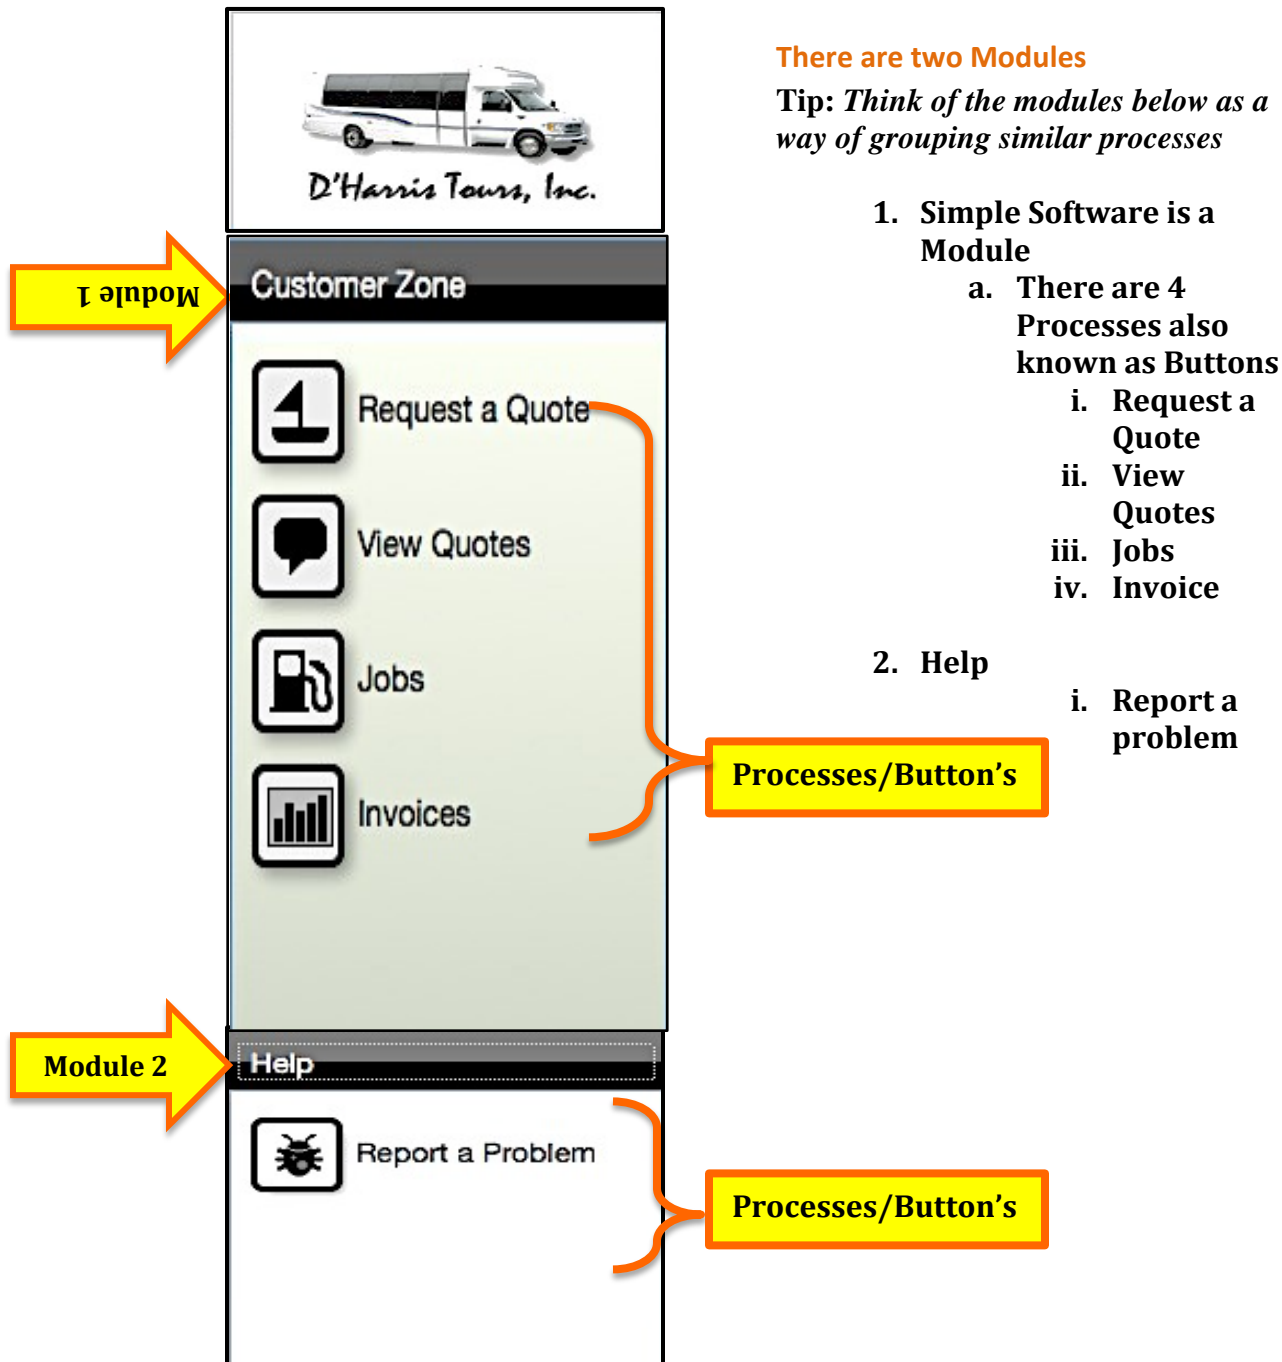 D'Harris Tours, Inc.
Module 1
Customer Zone
Request a Quote
View Quotes
Jobs
Invoices
Processes/Button's
Module 2
Help
Report a Problem
Processes/Button's
There are two Modules
Tip: Think of the modules below as a
way of grouping similar processes
1. Simple Software is a
Module
a. There are 4
Processes also
known as Buttons
i. Request a
Quote
ii. View
Quotes
iii. Jobs
iv. Invoice
2. Help
i. Report a
problem